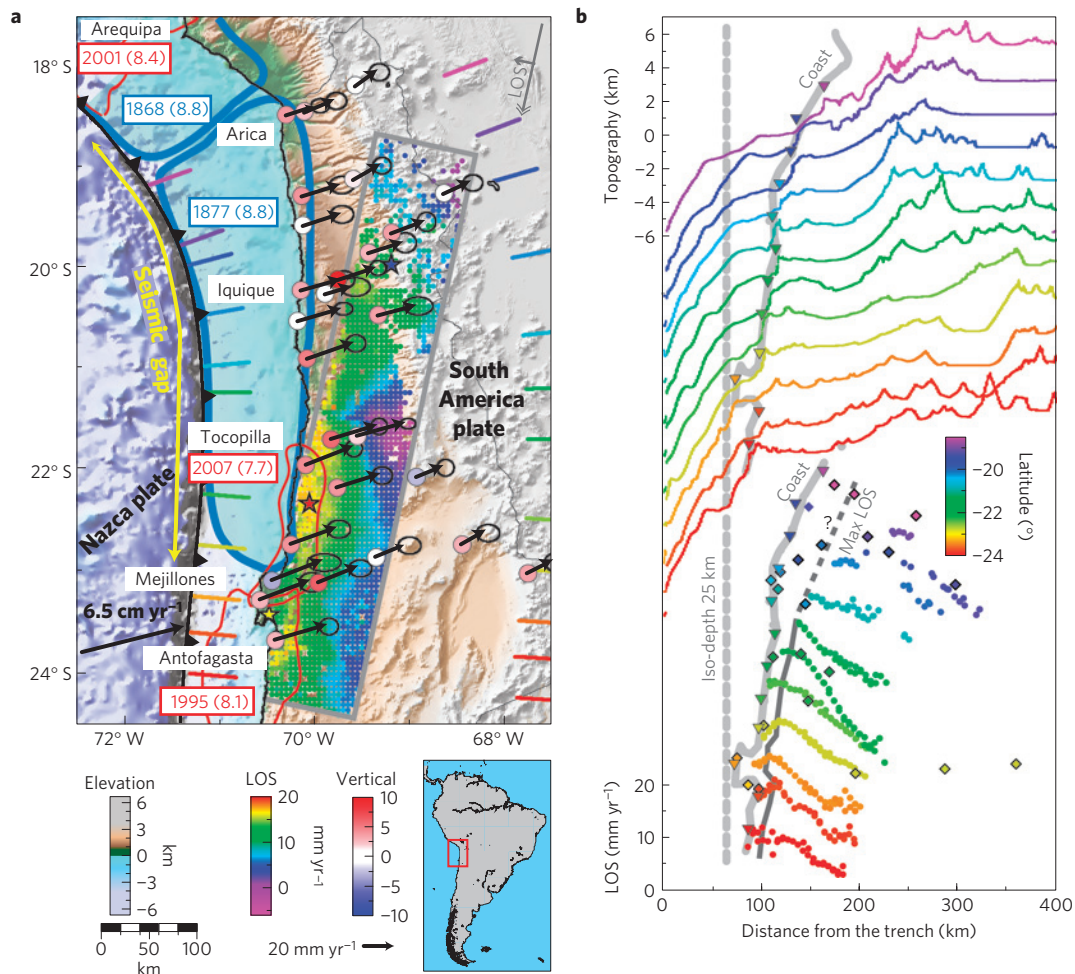 a
Arequipa
2001 (8.4)
18° S
1868 (8.8)
LOS
Arica
1877 (8.8)
20° S
Seismic gap
Iquique
South
America
plate
Tocopilla
2007 (7.7)
22° S
Nazca plate
Mejillones
6.5 cm yr⁻¹
Antofagasta
24° S
1995 (8.1)
72° W
70° W
68° W
Elevation
6
3
0
−3
−6
km
0 20 40 60 80 100
km
LOS
20
10
0
mm yr⁻¹
Vertical
10
5
0
−5
−10
20 mm yr⁻¹
b
Topography (km)
6
4
2
0
−2
−4
−6
Coast
Iso-depth 25 km
Coast
?
Max LOS
−20
−22
−24
Latitude (°)
LOS (mm yr⁻¹)
20
10
0
0 100 200 300 400
Distance from the trench (km)